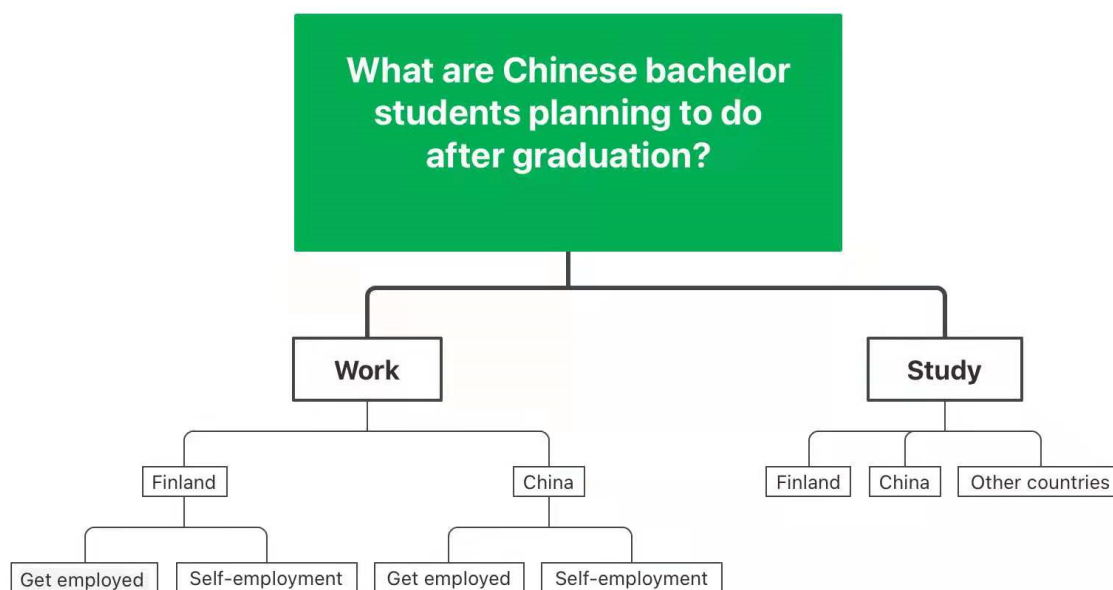 What are Chinese bachelor
students planning to do
after graduation?
Work
Study
Finland
China
Finland
China
Other countries
Get employed
Self-employment
Get employed
Self-employment